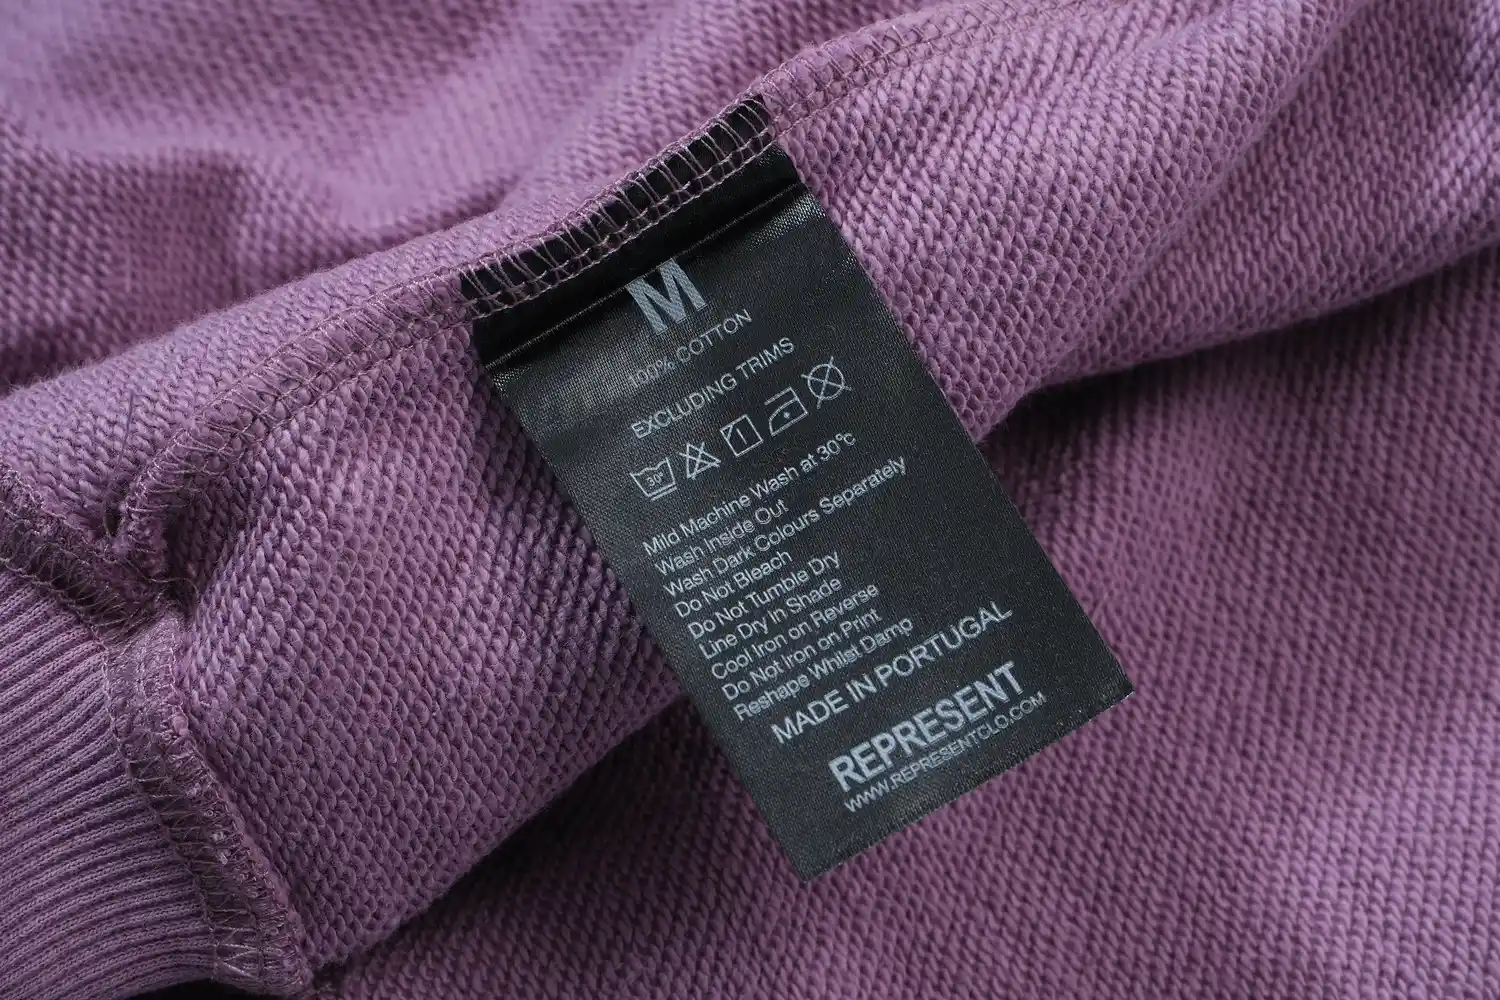 M
100% COTTON
EXCLUDING TRIMS
30° 1
Mild Machine Wash at 30°c
Wash Inside Out
Wash Dark Colours Separately
Do Not Bleach
Do Not Tumble Dry
Line Dry in Shade
Cool Iron on Reverse
Do Not Iron on Print
Reshape Whilst Damp
MADE IN PORTUGAL
REPRESENT
WWW.REPRESENTCLO.COM